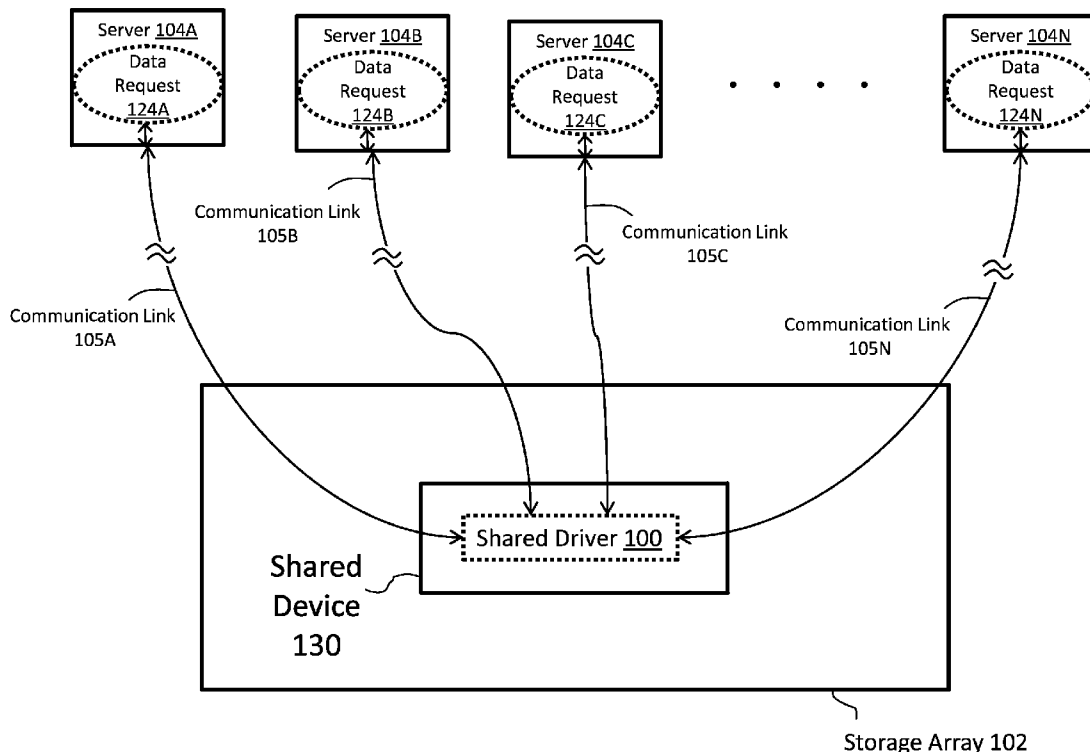 Server 104A
Data
Request
124A
Server 104B
Data
Request
124B
Server 104C
Data
Request
124C
Server 104N
Data
Request
124N
Communication Link
105B
Communication Link
105C
Communication Link
105A
Communication Link
105N
Shared Driver 100
Shared
Device
130
Storage Array 102